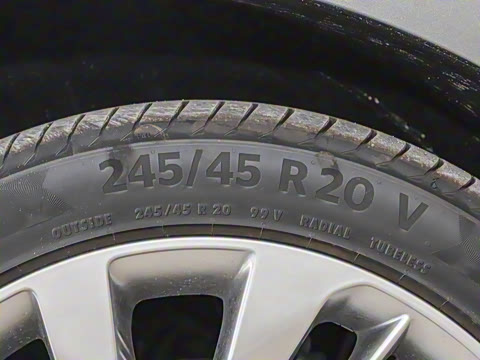 245/45 R20 V
OUTSIDE 245/45 R 20 99 V RADIAL TUBELESS